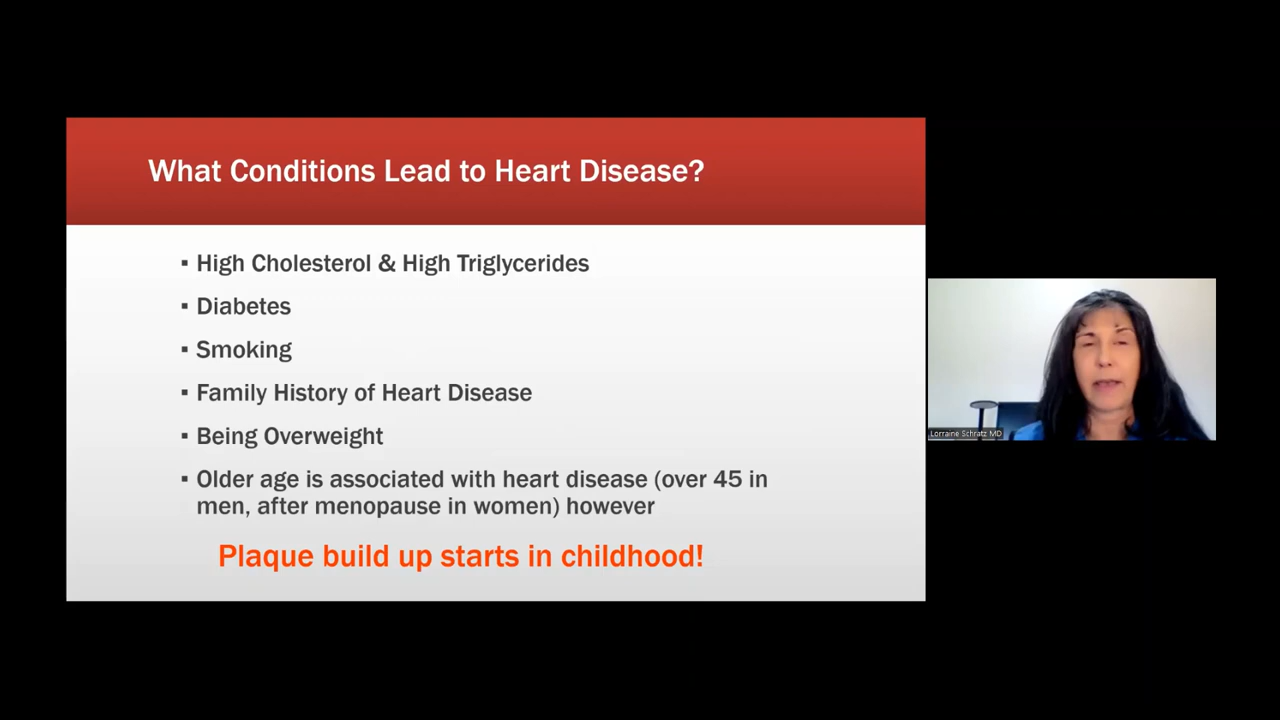 What Conditions Lead to Heart Disease?
▪ High Cholesterol & High Triglycerides
▪ Diabetes
▪ Smoking
▪ Family History of Heart Disease
▪ Being Overweight
▪ Older age is associated with heart disease (over 45 in
men, after menopause in women) however
Plaque build up starts in childhood!
Lorraine Schratz MD